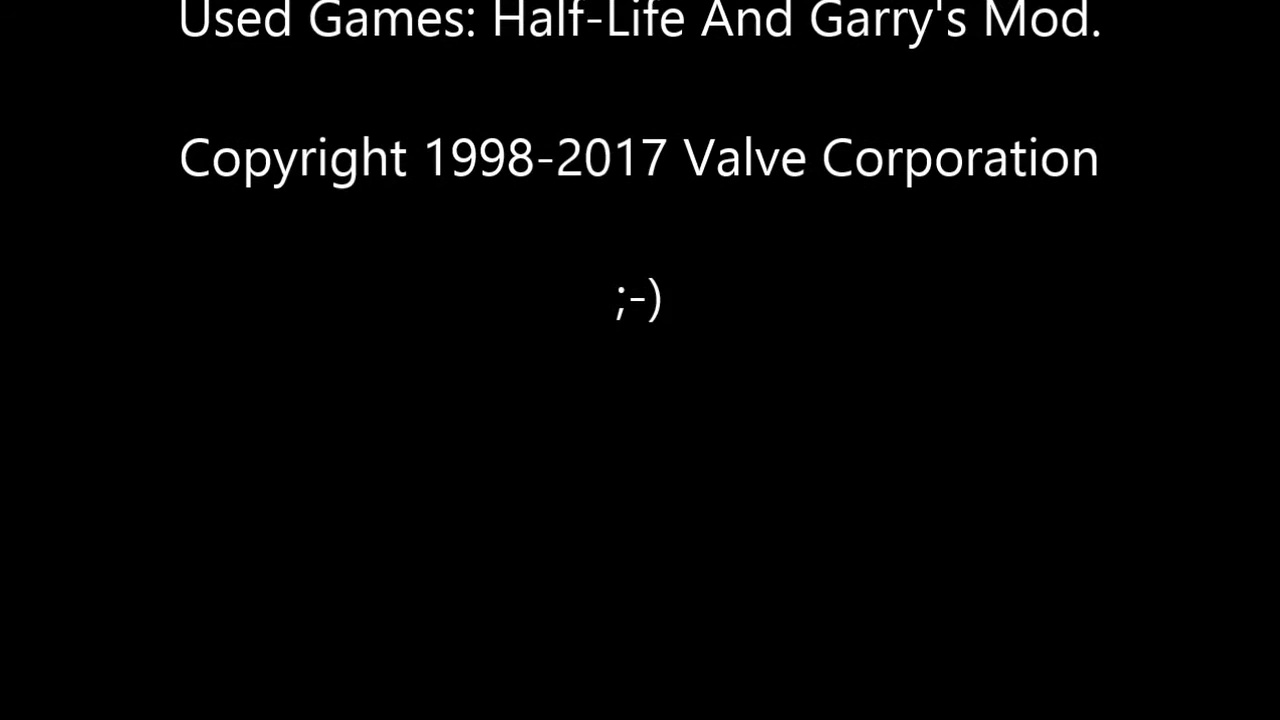 Used Games: Half-Life And Garry's Mod.
Copyright 1998-2017 Valve Corporation
;-)